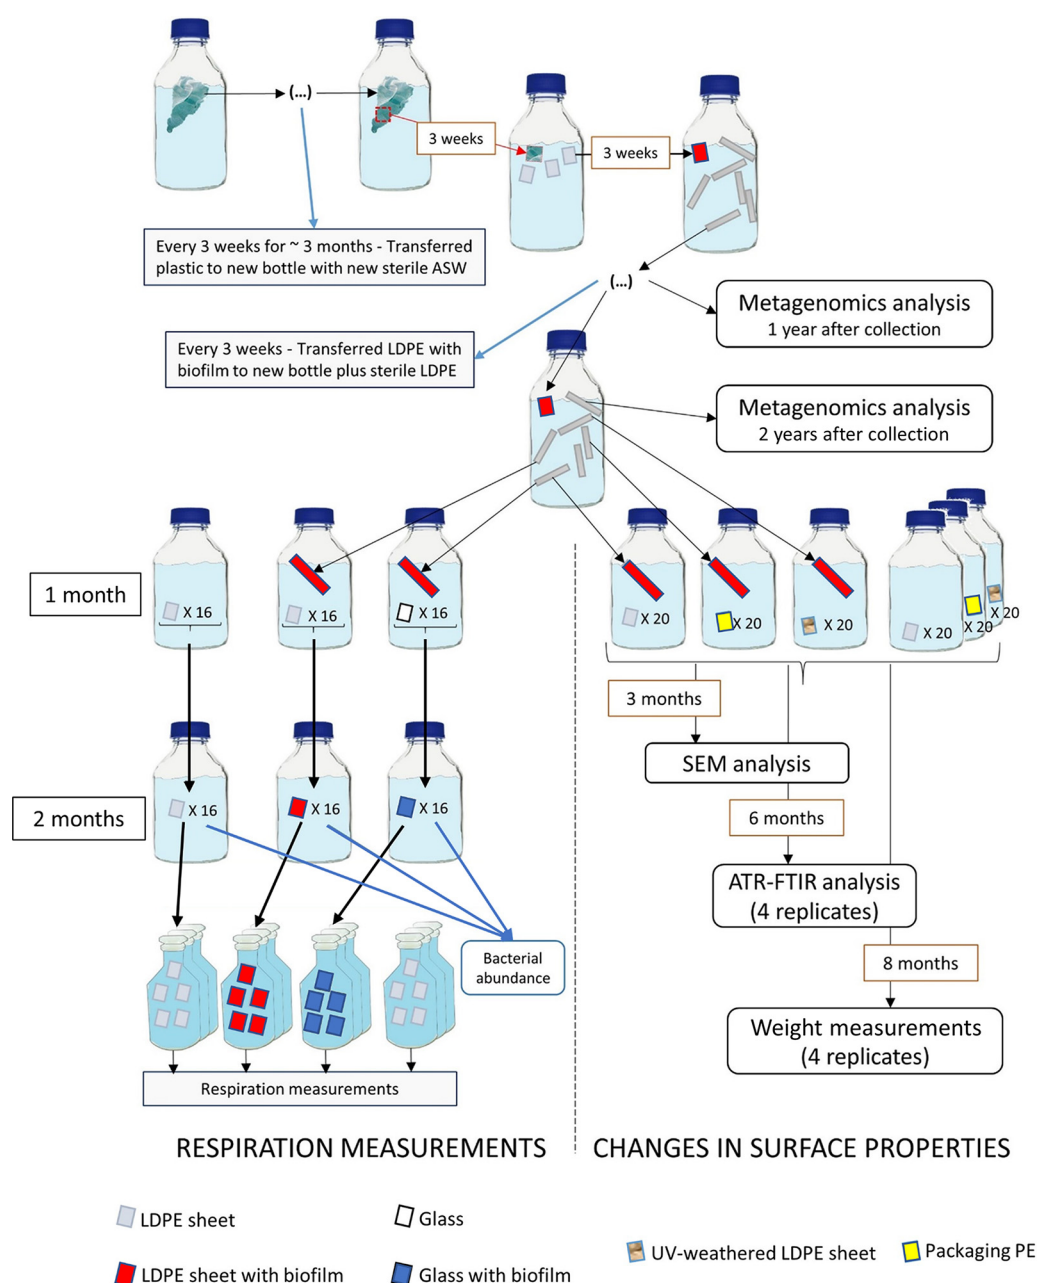 (...)
3 weeks
3 weeks
Every 3 weeks for ~ 3 months - Transferred
plastic to new bottle with new sterile ASW
(...)
Metagenomics analysis
1 year after collection
Every 3 weeks - Transferred LDPE with
biofilm to new bottle plus sterile LDPE
Metagenomics analysis
2 years after collection
1 month
X 16
X 16
X 16
X 20
X 20
X 20
X 20
X 20
X 20
3 months
SEM analysis
2 months
X 16
X 16
X 16
6 months
ATR-FTIR analysis
(4 replicates)
Bacterial
abundance
8 months
Weight measurements
(4 replicates)
Respiration measurements
RESPIRATION MEASUREMENTS
CHANGES IN SURFACE PROPERTIES
LDPE sheet
Glass
UV-weathered LDPE sheet
Packaging PE
LDPE sheet with biofilm
Glass with biofilm